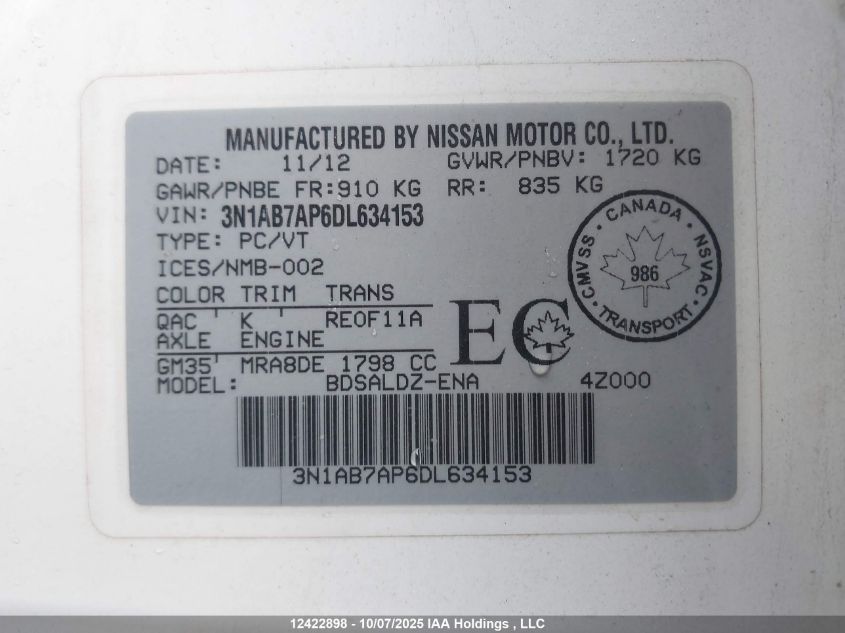 MANUFACTURED BY NISSAN MOTOR CO., LTD.
DATE: 11/12 GVWR/PNBV: 1720 KG
GAWR/PNBE FR:910 KG RR: 835 KG
VIN: 3N1AB7AP6DL634153
TYPE: PC/VT
ICES/NMB-002
COLOR TRIM TRANS
QAC K RE0F11A
AXLE ENGINE
GM35 MRA8DE 1798 CC
MODEL: BDSALDZ-ENA 4Z000
EC
CANADA
CMVSS · NSVAC
986
TRANSPORT
3N1AB7AP6DL634153
12422898 - 10/07/2025 IAA Holdings , LLC